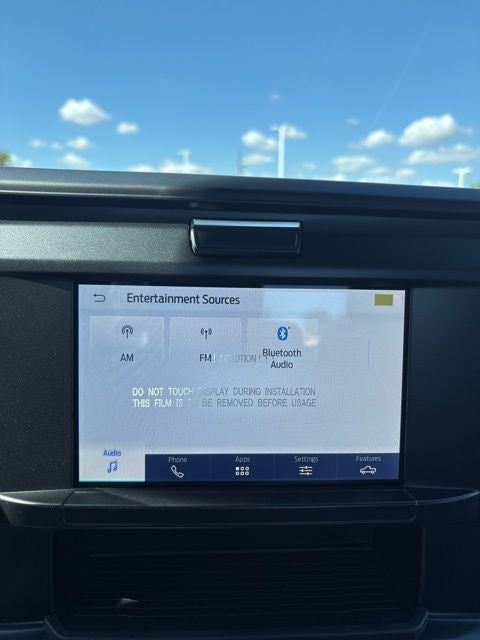 Entertainment Sources
AM
FM
Bluetooth
Audio
! CAUTION !
DO NOT TOUCH DISPLAY DURING INSTALLATION
THIS FILM IS TO BE REMOVED BEFORE USAGE
Audio
Phone
Apps
Settings
Features